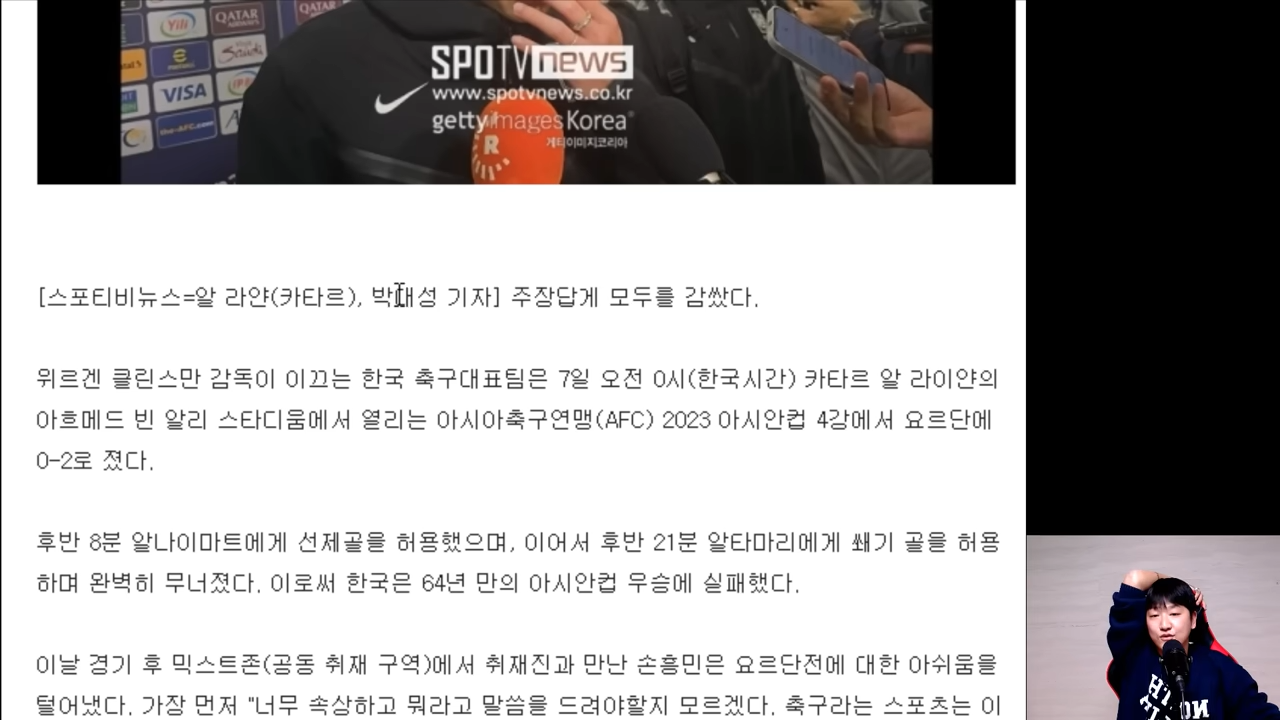 Yili
QATAR AIRWAYS
QATAR
VISA
the-AFC.com
SPOTV news
www.spotvnews.co.kr
gettyimagesKorea
게티이미지코리아
R
[스포티비뉴스=알 라얀(카타르), 박대성 기자] 주장답게 모두를 감쌌다.
위르겐 클린스만 감독이 이끄는 한국 축구대표팀은 7일 오전 0시(한국시간) 카타르 알 라이얀의
아흐메드 빈 알리 스타디움에서 열리는 아시아축구연맹(AFC) 2023 아시안컵 4강에서 요르단에
0-2로 졌다.
후반 8분 알나이마트에게 선제골을 허용했으며, 이어서 후반 21분 알타마리에게 쐐기 골을 허용
하며 완벽히 무너졌다. 이로써 한국은 64년 만의 아시안컵 우승에 실패했다.
이날 경기 후 믹스트존(공동 취재 구역)에서 취재진과 만난 손흥민은 요르단전에 대한 아쉬움을
털어냈다. 가장 먼저 "너무 속상하고 뭐라고 말씀을 드려야할지 모르겠다. 축구라는 스포츠는 이